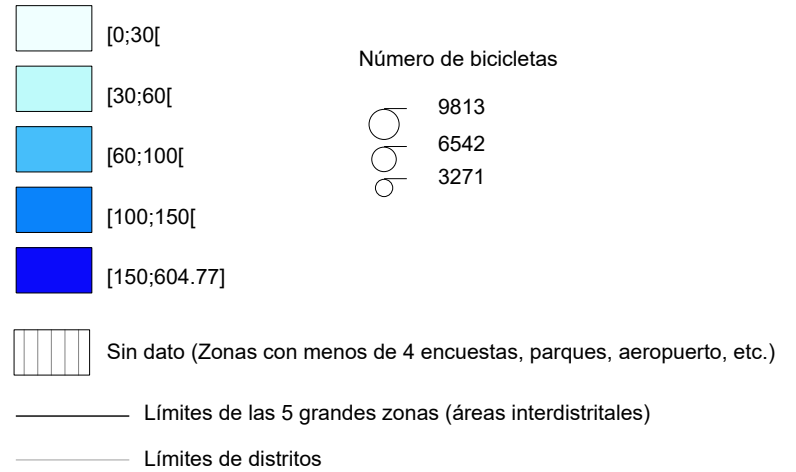 [0;30[
[30;60[
[60;100[
[100;150[
[150;604.77]
Número de bicicletas
9813
6542
3271
Sin dato (Zonas con menos de 4 encuestas, parques, aeropuerto, etc.)
Límites de las 5 grandes zonas (áreas interdistritales)
Límites de distritos